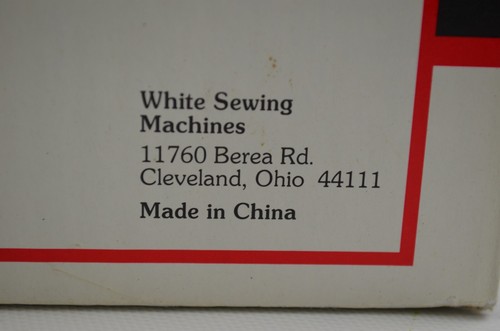 White Sewing
Machines
11760 Berea Rd.
Cleveland, Ohio 44111
Made in China